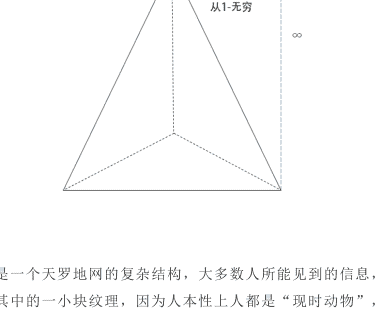 从1-无穷
∞
是一个天罗地网的复杂结构，大多数人所能见到的信息，
其中的一小块纹理，因为人本性上人都是“现时动物”，